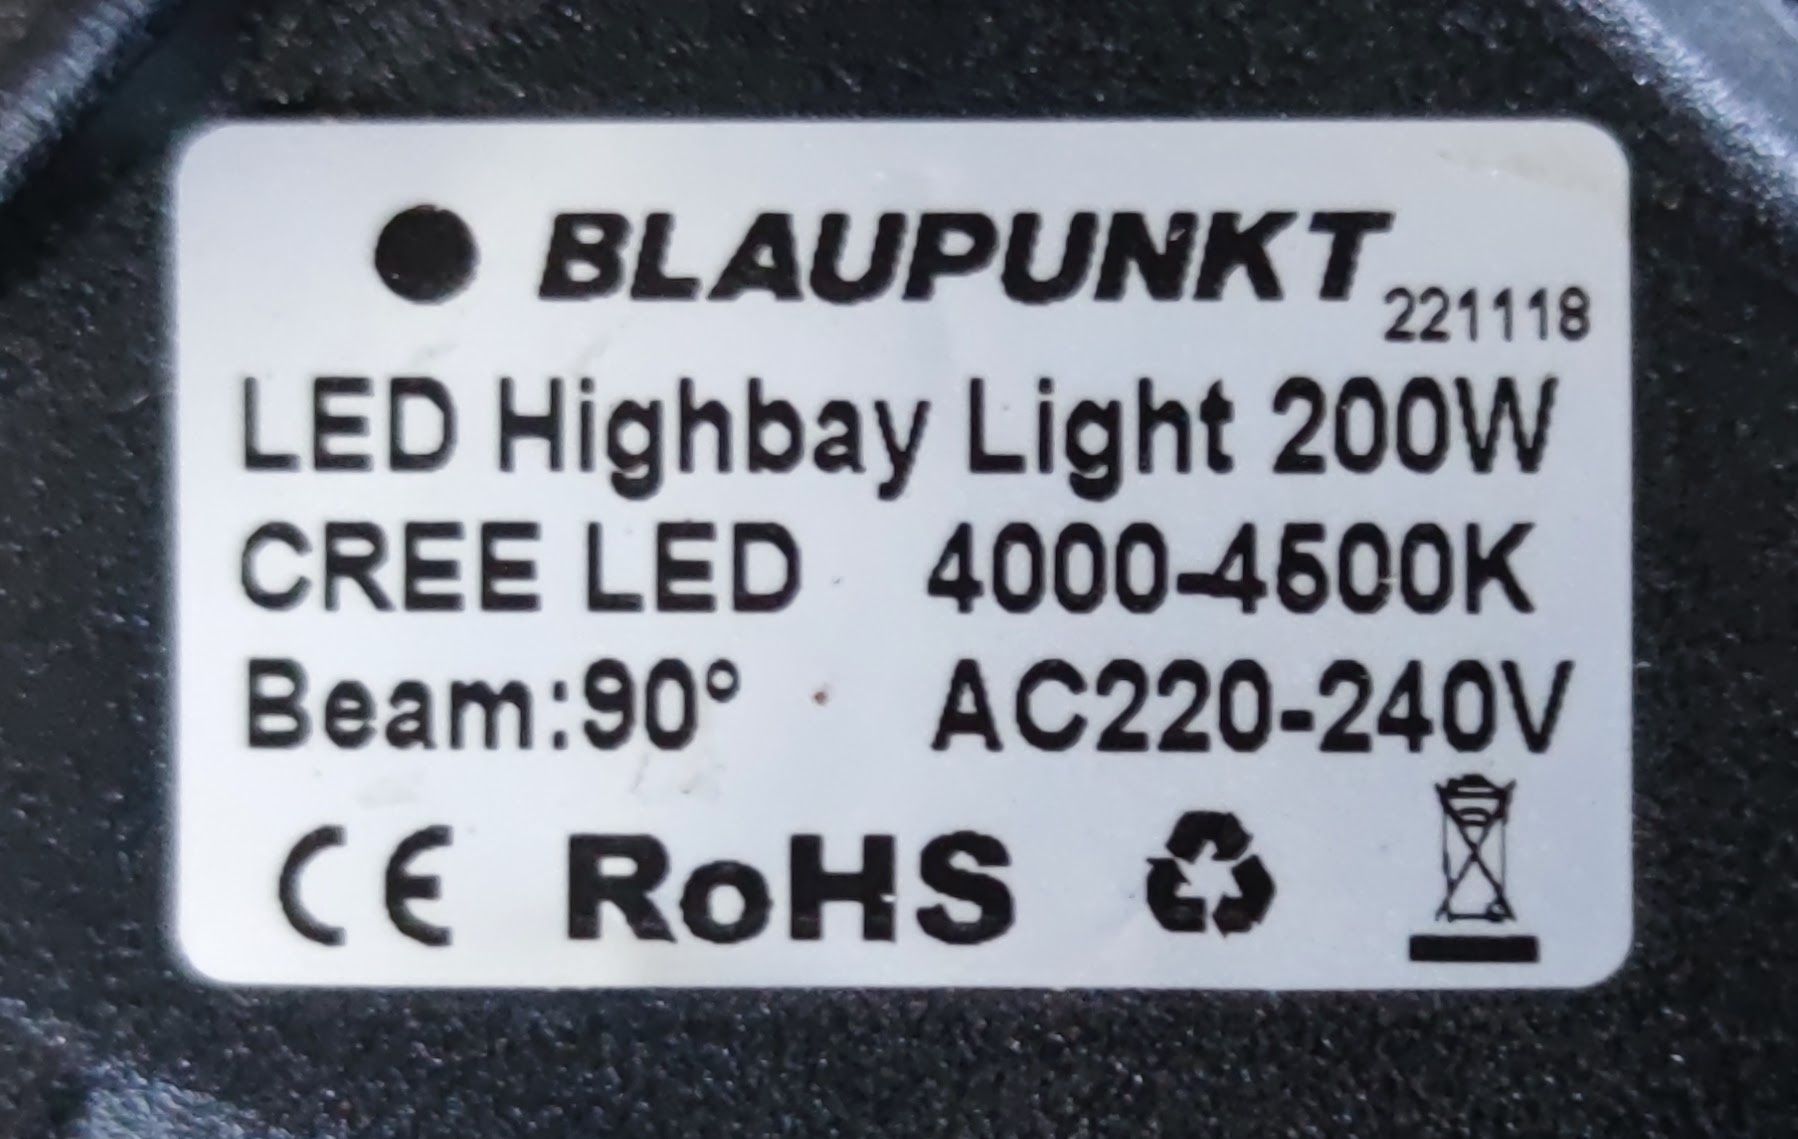 BLAUPUNKT
221118
LED Highbay Light 200W
CREE LED 4000-4500K
Beam:90° AC220-240V
CE RoHS